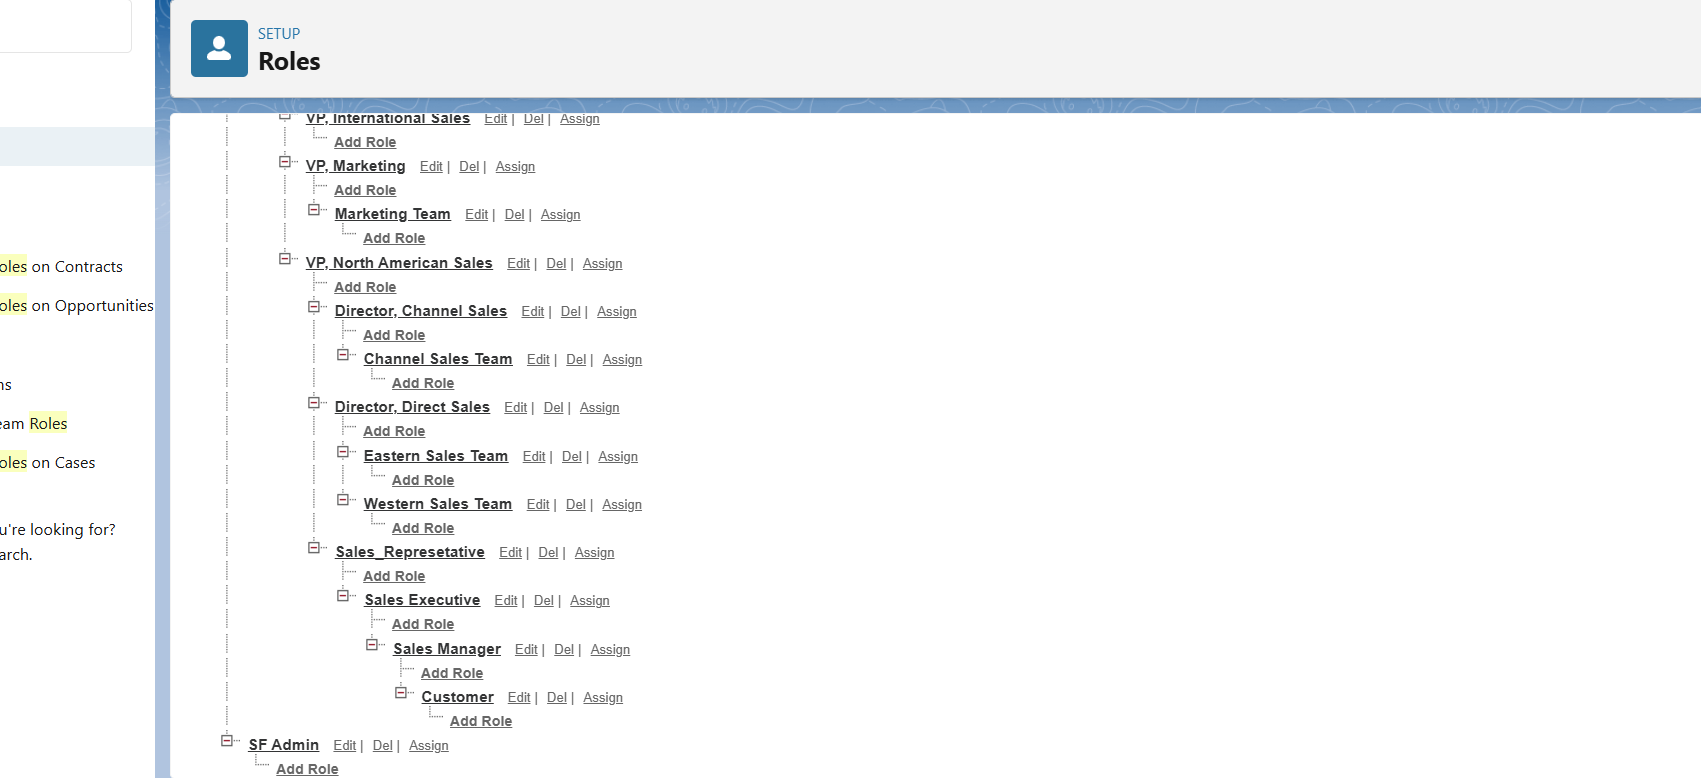 SETUP
Roles
VP, International Sales Edit | Del | Assign
Add Role
VP, Marketing Edit | Del | Assign
Add Role
Marketing Team Edit | Del | Assign
Add Role
VP, North American Sales Edit | Del | Assign
Add Role
Director, Channel Sales Edit | Del | Assign
Add Role
Channel Sales Team Edit | Del | Assign
Add Role
Director, Direct Sales Edit | Del | Assign
Add Role
Eastern Sales Team Edit | Del | Assign
Add Role
Western Sales Team Edit | Del | Assign
Add Role
Sales_Represetative Edit | Del | Assign
Add Role
Sales Executive Edit | Del | Assign
Add Role
Sales Manager Edit | Del | Assign
Add Role
Customer Edit | Del | Assign
Add Role
SF Admin Edit | Del | Assign
Add Role
oles on Contracts
oles on Opportunities
ns
eam Roles
oles on Cases
u're looking for?
arch.